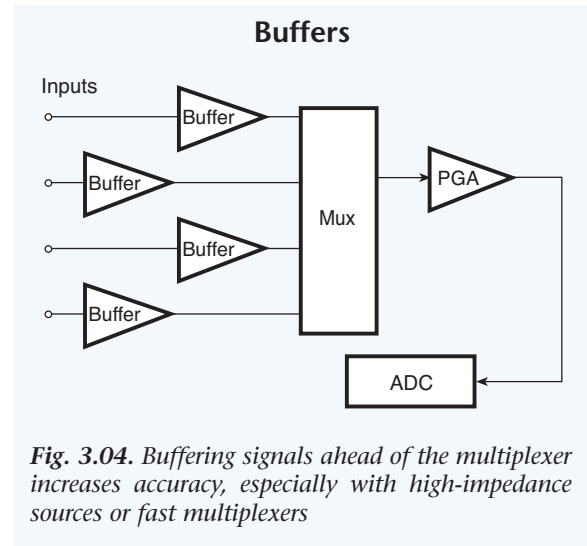 Buffers
Inputs
Buffer
Buffer
Buffer
Buffer
Mux
PGA
ADC
Fig. 3.04. Buffering signals ahead of the multiplexer
increases accuracy, especially with high-impedance
sources or fast multiplexers